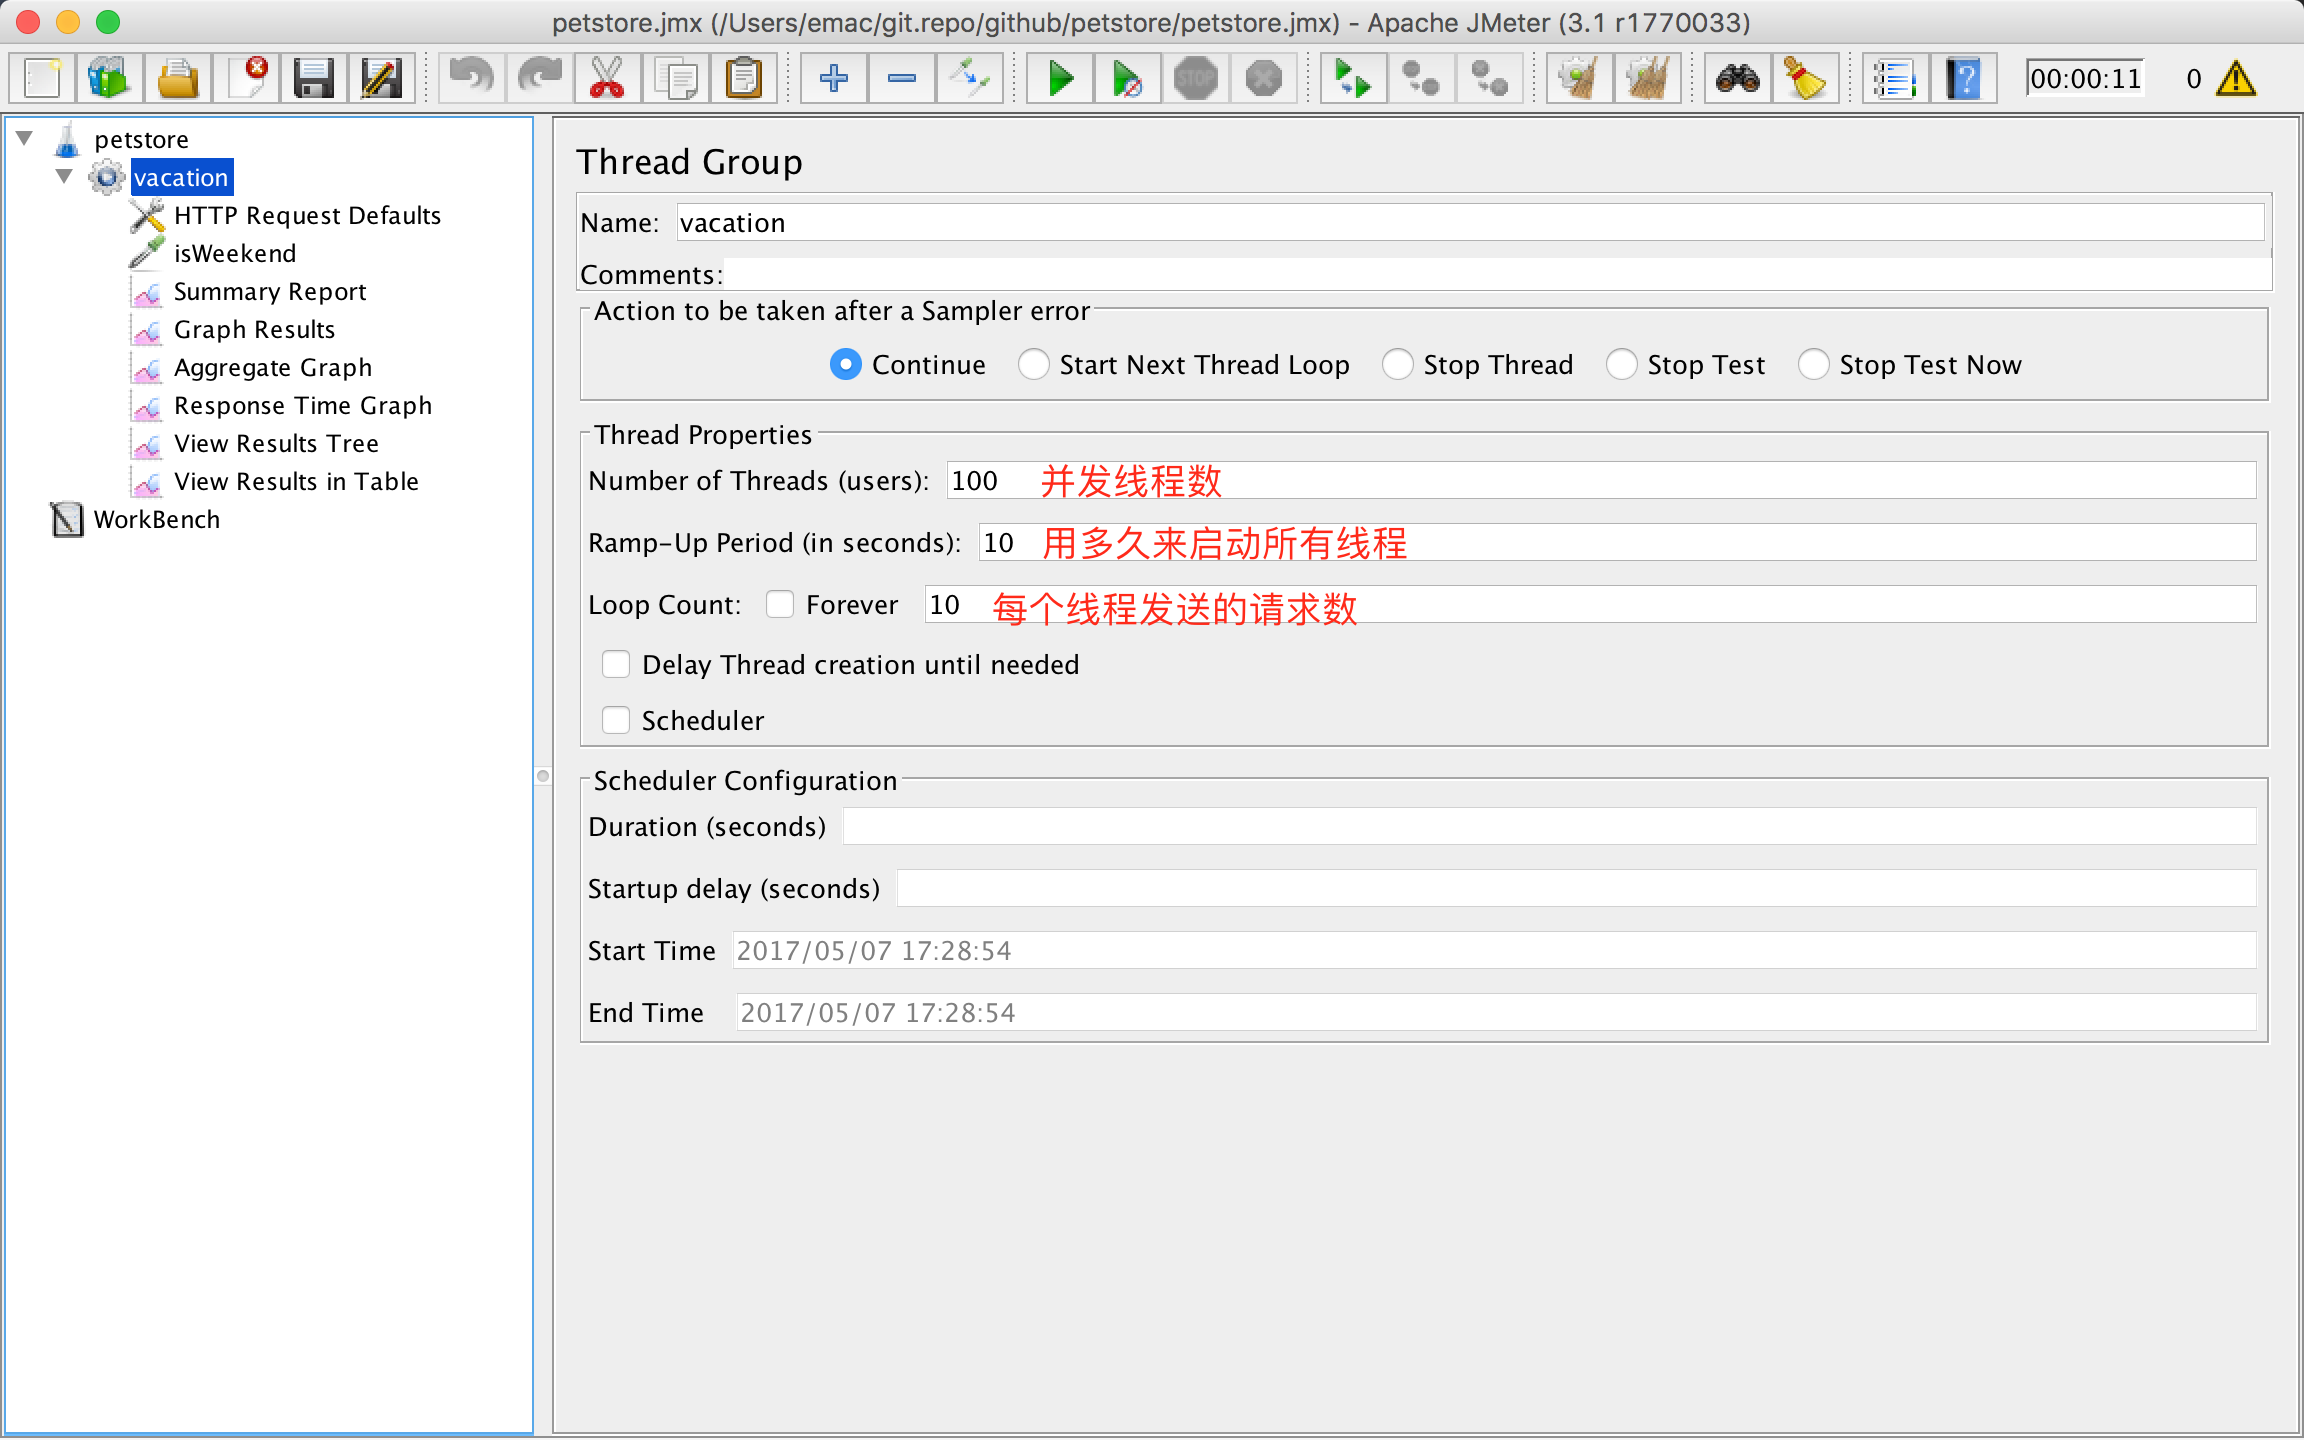 petstore.jmx (/Users/emac/git.repo/github/petstore/petstore.jmx) - Apache JMeter (3.1 r1770033)
STOP
00:00:11 0
petstore
vacation
HTTP Request Defaults
isWeekend
Summary Report
Graph Results
Aggregate Graph
Response Time Graph
View Results Tree
View Results in Table
WorkBench
Thread Group
Name: vacation
Comments:
Action to be taken after a Sampler error
Continue Start Next Thread Loop Stop Thread Stop Test Stop Test Now
Thread Properties
Number of Threads (users): 100 并发线程数
Ramp-Up Period (in seconds): 10 用多久来启动所有线程
Loop Count: Forever 10 每个线程发送的请求数
Delay Thread creation until needed
Scheduler
Scheduler Configuration
Duration (seconds)
Startup delay (seconds)
Start Time 2017/05/07 17:28:54
End Time 2017/05/07 17:28:54